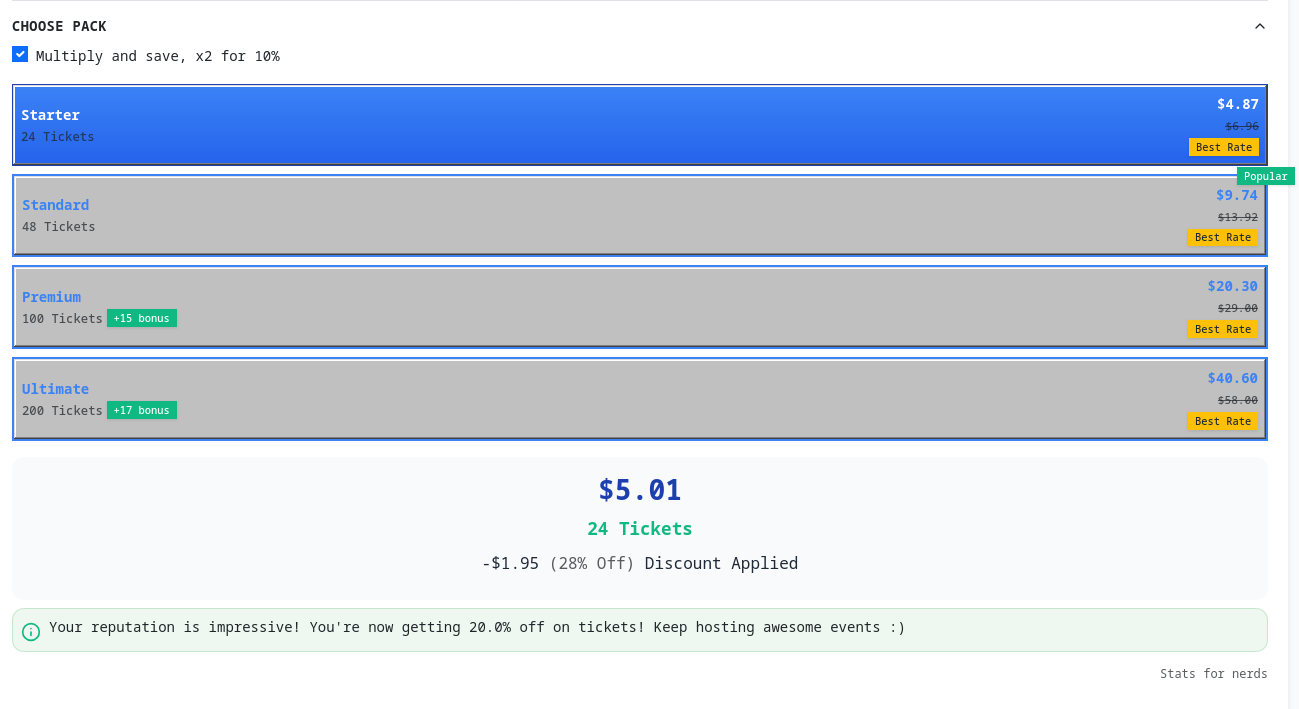 CHOOSE PACK
Multiply and save, x2 for 10%
Starter
24 Tickets
$4.87
$6.96
Best Rate
Popular
Standard
48 Tickets
$9.74
$13.92
Best Rate
Premium
100 Tickets +15 bonus
$20.30
$29.00
Best Rate
Ultimate
200 Tickets +17 bonus
$40.60
$58.00
Best Rate
$5.01
24 Tickets
-$1.95 (28% Off) Discount Applied
Your reputation is impressive! You're now getting 20.0% off on tickets! Keep hosting awesome events :)
Stats for nerds